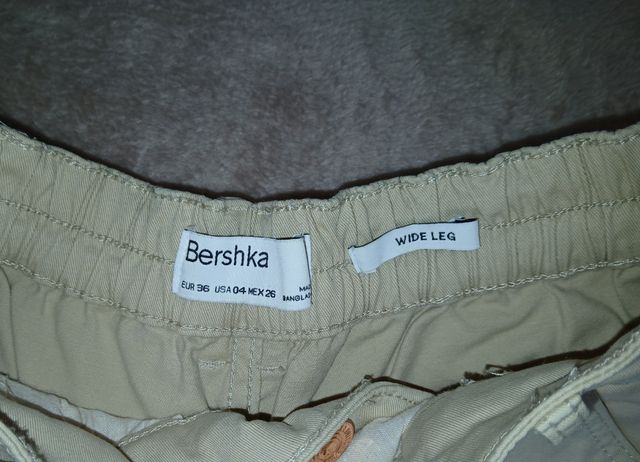 Bershka
EUR 36 USA 04 MEX 26
WIDE LEG